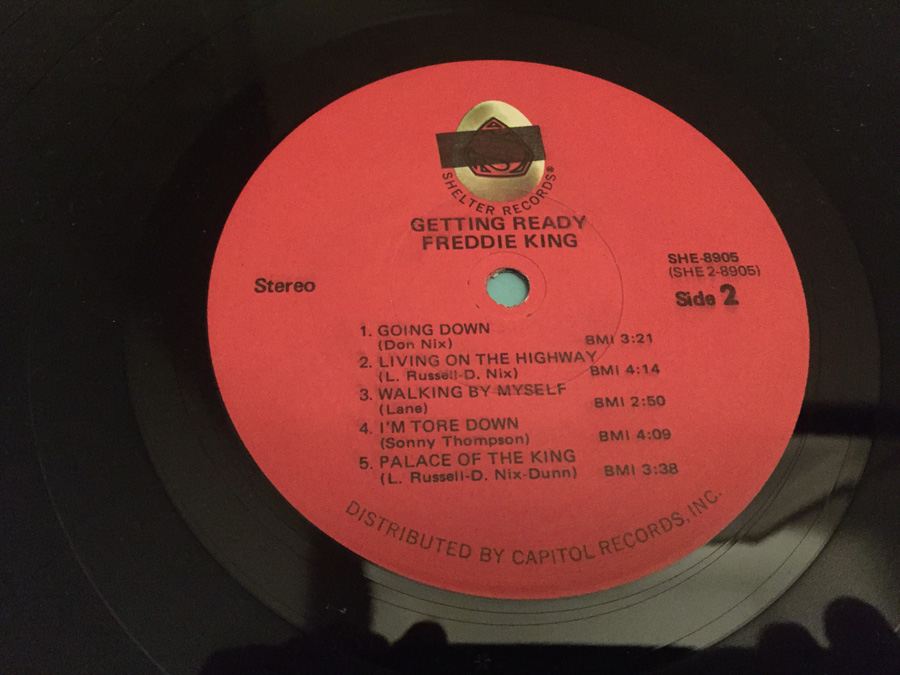 SHELTER RECORDS®
GETTING READY
FREDDIE KING
Stereo
SHE-8905
(SHE 2-8905)
Side 2
1. GOING DOWN
(Don Nix) BMI 3:21
2. LIVING ON THE HIGHWAY
(L. Russell-D. Nix) BMI 4:14
3. WALKING BY MYSELF
(Lane) BMI 2:50
4. I'M TORE DOWN
(Sonny Thompson) BMI 4:09
5. PALACE OF THE KING
(L. Russell-D. Nix-Dunn) BMI 3:38
DISTRIBUTED BY CAPITOL RECORDS, INC.